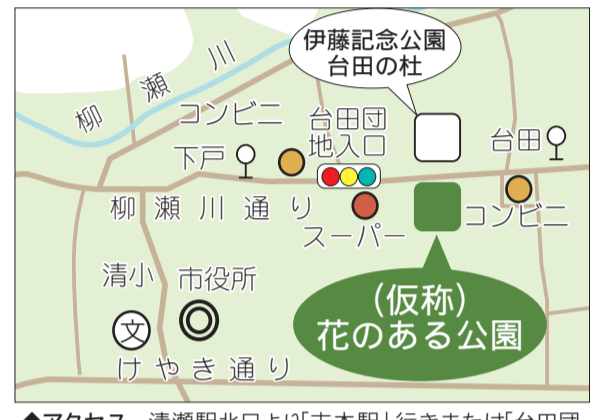 伊藤記念公園
台田の杜
柳瀬川
コンビニ
台田団
地入口
下戸
台田
柳瀬川通り
コンビニ
スーパー
清小
市役所
文
(仮称)
花のある公園
けやき通り